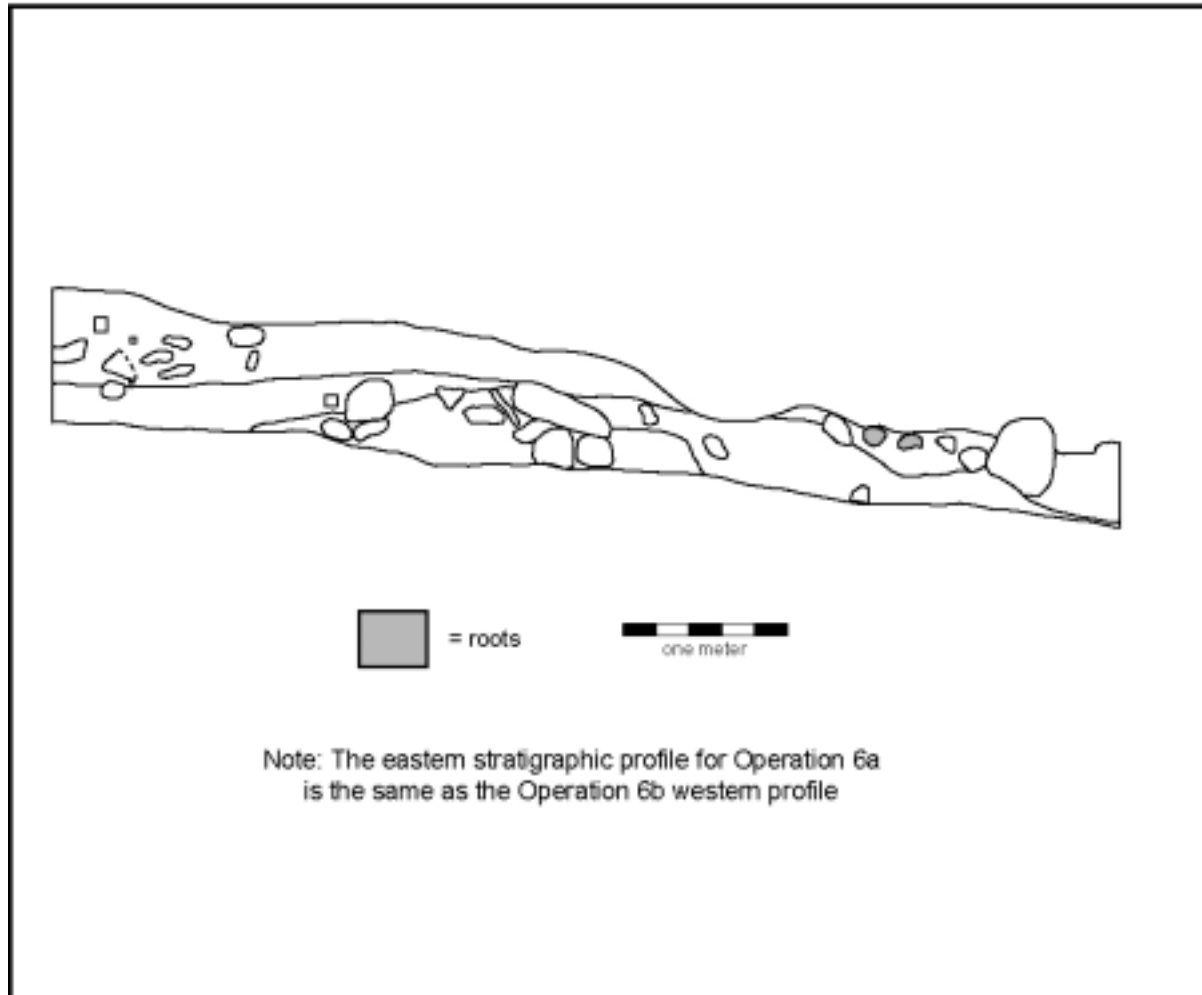 = roots
one meter
Note: The eastern stratigraphic profile for Operation 6a
is the same as the Operation 6b western profile